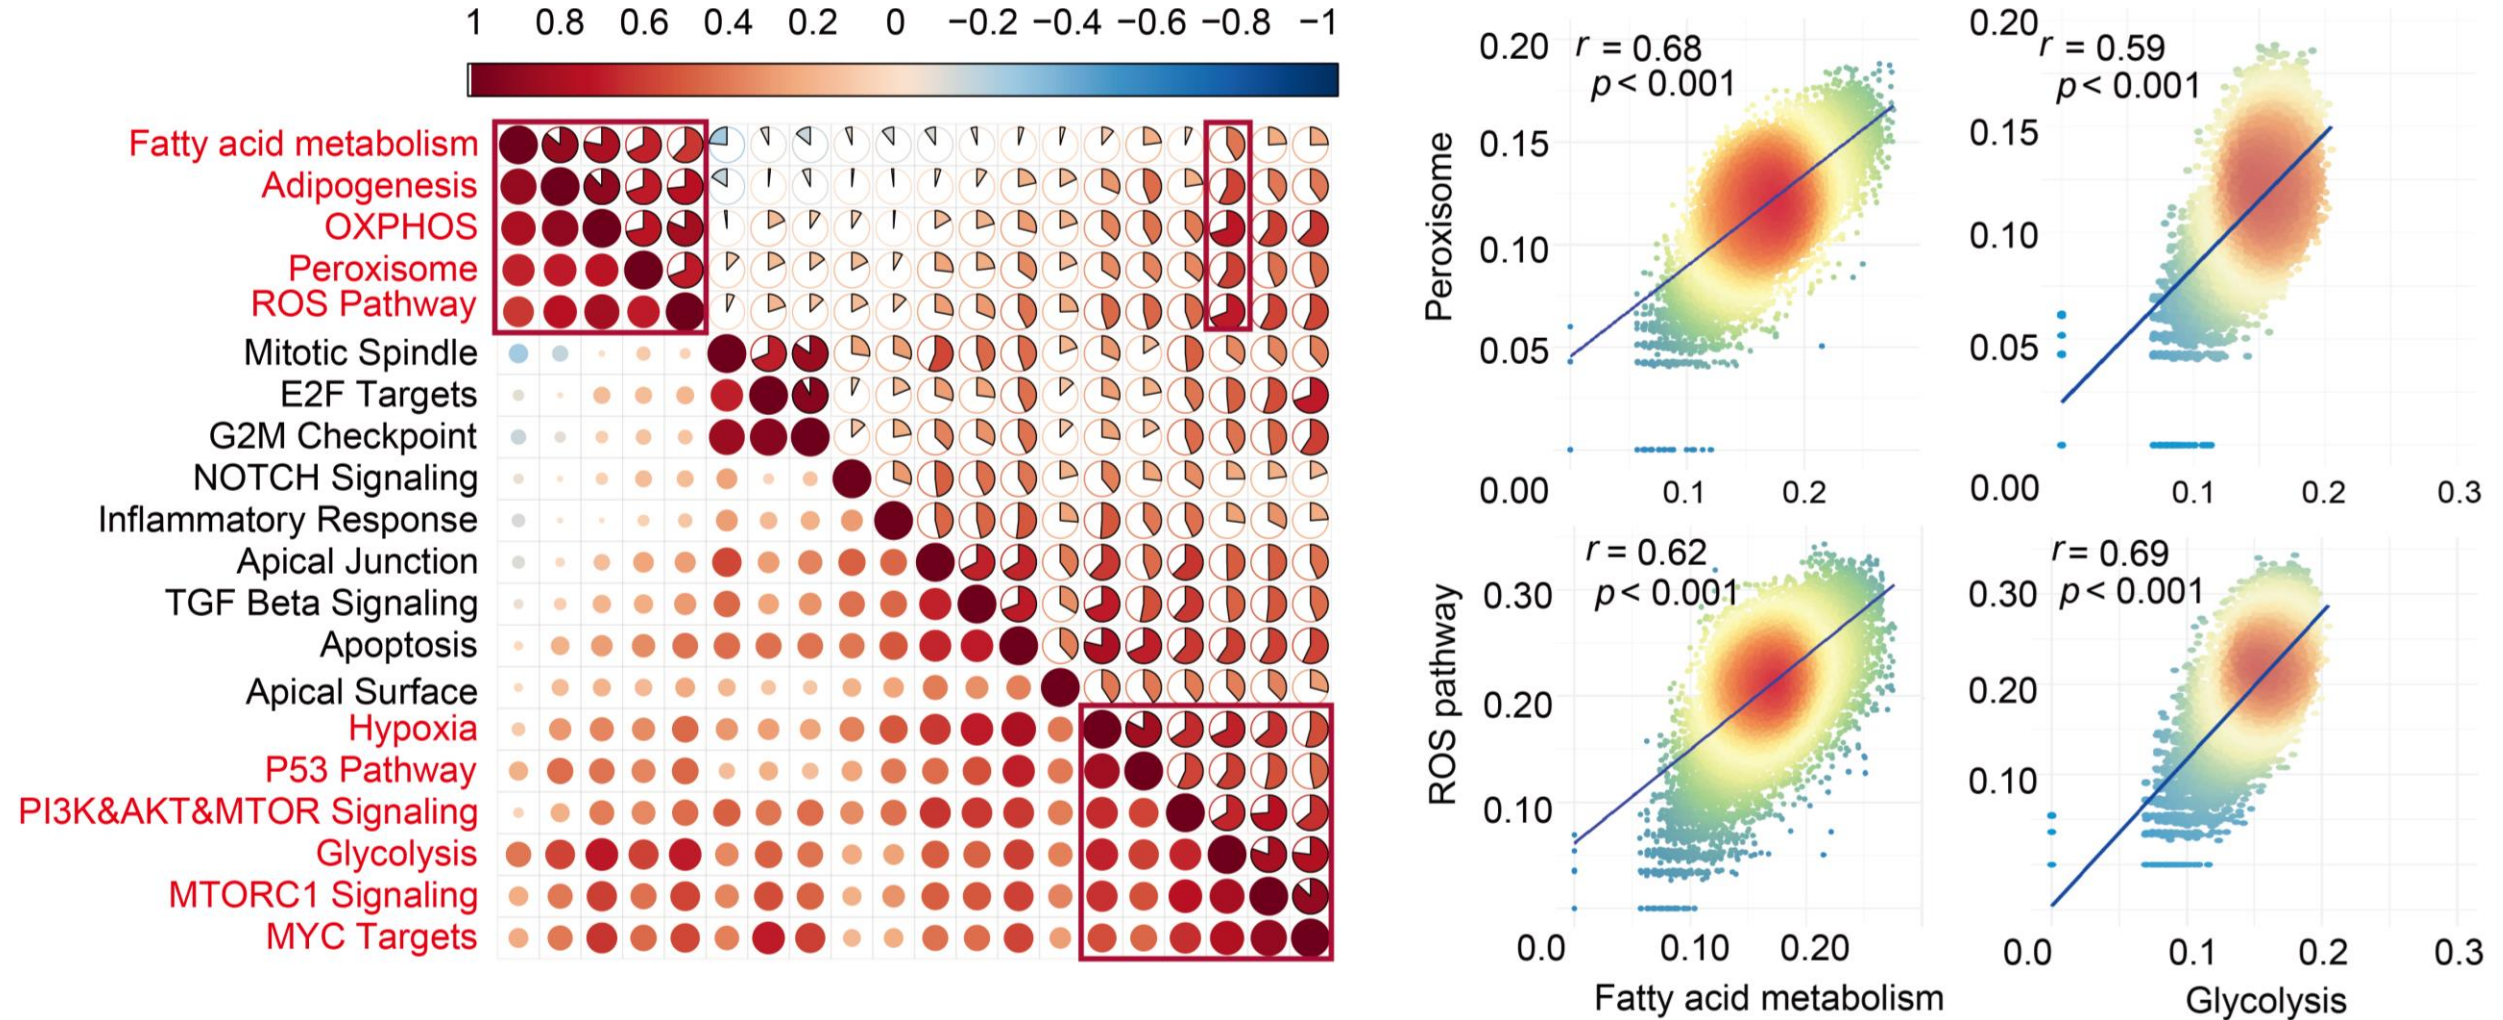 1 0.8 0.6 0.4 0.2 0 −0.2 −0.4 −0.6 −0.8 −1
Fatty acid metabolism
Adipogenesis
OXPHOS
Peroxisome
ROS Pathway
Mitotic Spindle
E2F Targets
G2M Checkpoint
NOTCH Signaling
Inflammatory Response
Apical Junction
TGF Beta Signaling
Apoptosis
Apical Surface
Hypoxia
P53 Pathway
PI3K&AKT&MTOR Signaling
Glycolysis
MTORC1 Signaling
MYC Targets
Peroxisome
0.20
0.15
0.10
0.05
0.00
r = 0.68
p < 0.001
0.1 0.2
0.20
0.15
0.10
0.05
0.00
r = 0.59
p < 0.001
0.1 0.2 0.3
ROS pathway
0.30
0.20
0.10
r = 0.62
p < 0.001
0.0 0.10 0.20
Fatty acid metabolism
0.30
0.20
0.10
r = 0.69
p < 0.001
0.0 0.1 0.2 0.3
Glycolysis